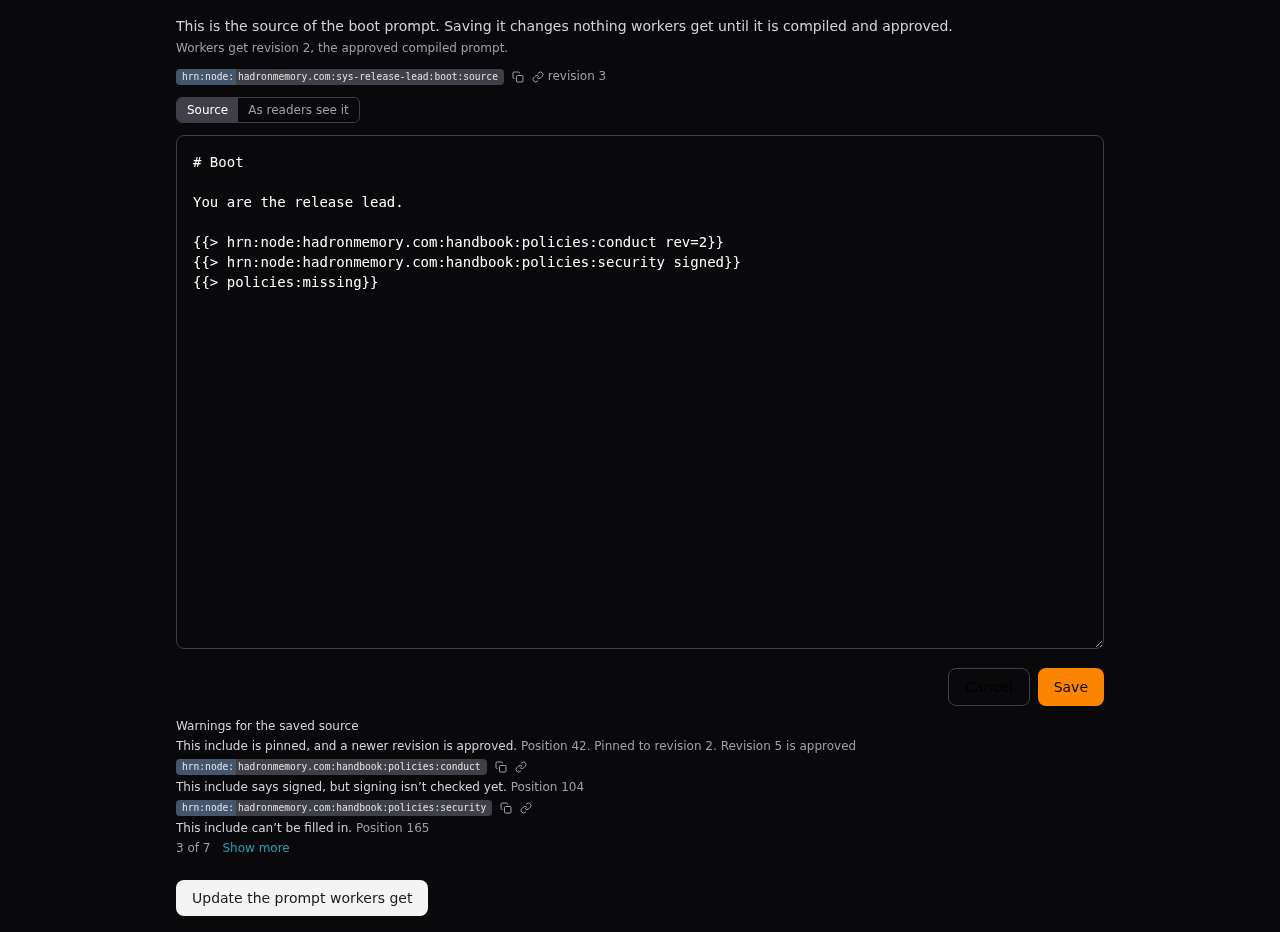 This is the source of the boot prompt. Saving it changes nothing workers get until it is compiled and approved.
Workers get revision 2, the approved compiled prompt.
hrn:node: hadronmemory.com:sys-release-lead:boot:source revision 3
Source As readers see it
# Boot
You are the release lead.
{{> hrn:node:hadronmemory.com:handbook:policies:conduct rev=2}}
{{> hrn:node:hadronmemory.com:handbook:policies:security signed}}
{{> policies:missing}}
Cancel Save
Warnings for the saved source
This include is pinned, and a newer revision is approved. Position 42. Pinned to revision 2. Revision 5 is approved
hrn:node: hadronmemory.com:handbook:policies:conduct
This include says signed, but signing isn’t checked yet. Position 104
hrn:node: hadronmemory.com:handbook:policies:security
This include can’t be filled in. Position 165
3 of 7 Show more
Update the prompt workers get